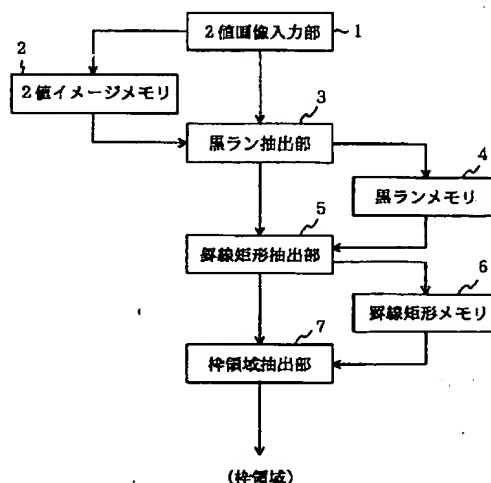 2値画像入力部
1
2
2値イメージメモリ
3
黒ラン抽出部
4
黒ランメモリ
5
罫線矩形抽出部
6
罫線矩形メモリ
7
枠領域抽出部
(枠領域)